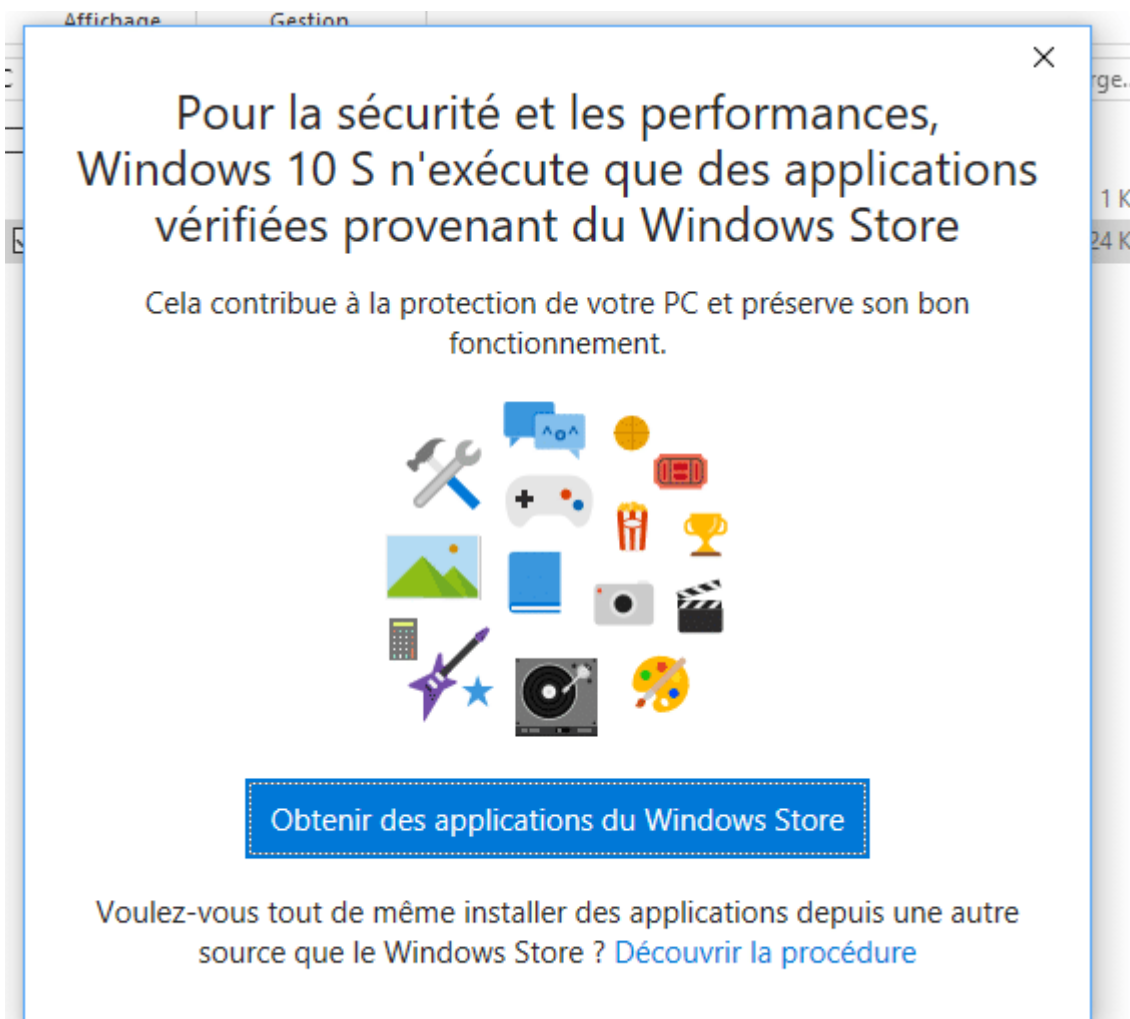 Affichage Gestion
Pour la sécurité et les performances,
Windows 10 S n'exécute que des applications
vérifiées provenant du Windows Store
1 K
24 K
Cela contribue à la protection de votre PC et préserve son bon
fonctionnement.
^o^
Obtenir des applications du Windows Store
Voulez-vous tout de même installer des applications depuis une autre
source que le Windows Store ? Découvrir la procédure